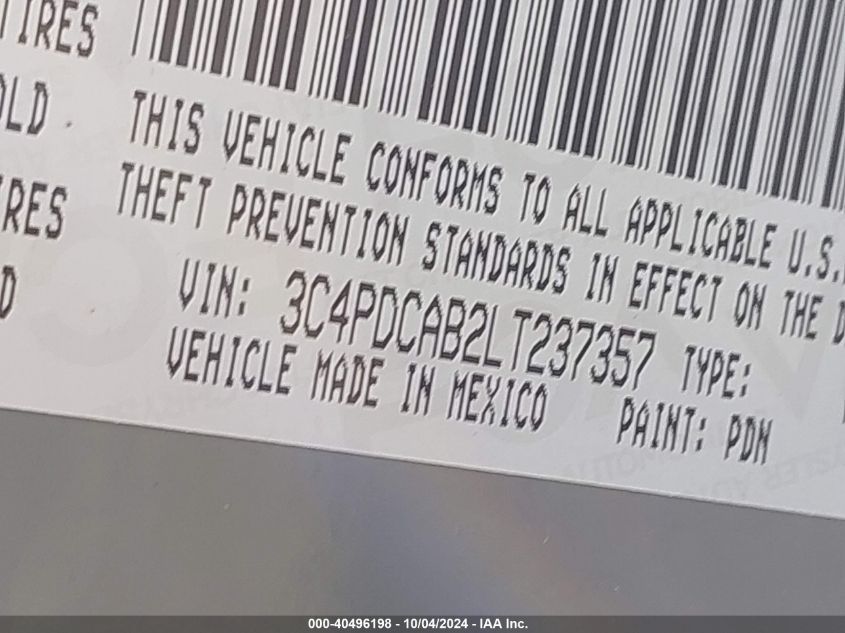 TIRES
OLD
THIS VEHICLE CONFORMS TO ALL APPLICABLE U.S.
IRES
THEFT PREVENTION STANDARDS IN EFFECT ON THE D
D
VIN: 3C4PDCAB2LT237357 TYPE:
VEHICLE MADE IN MEXICO PAINT: PDN
000-40496198 - 10/04/2024 - IAA Inc.